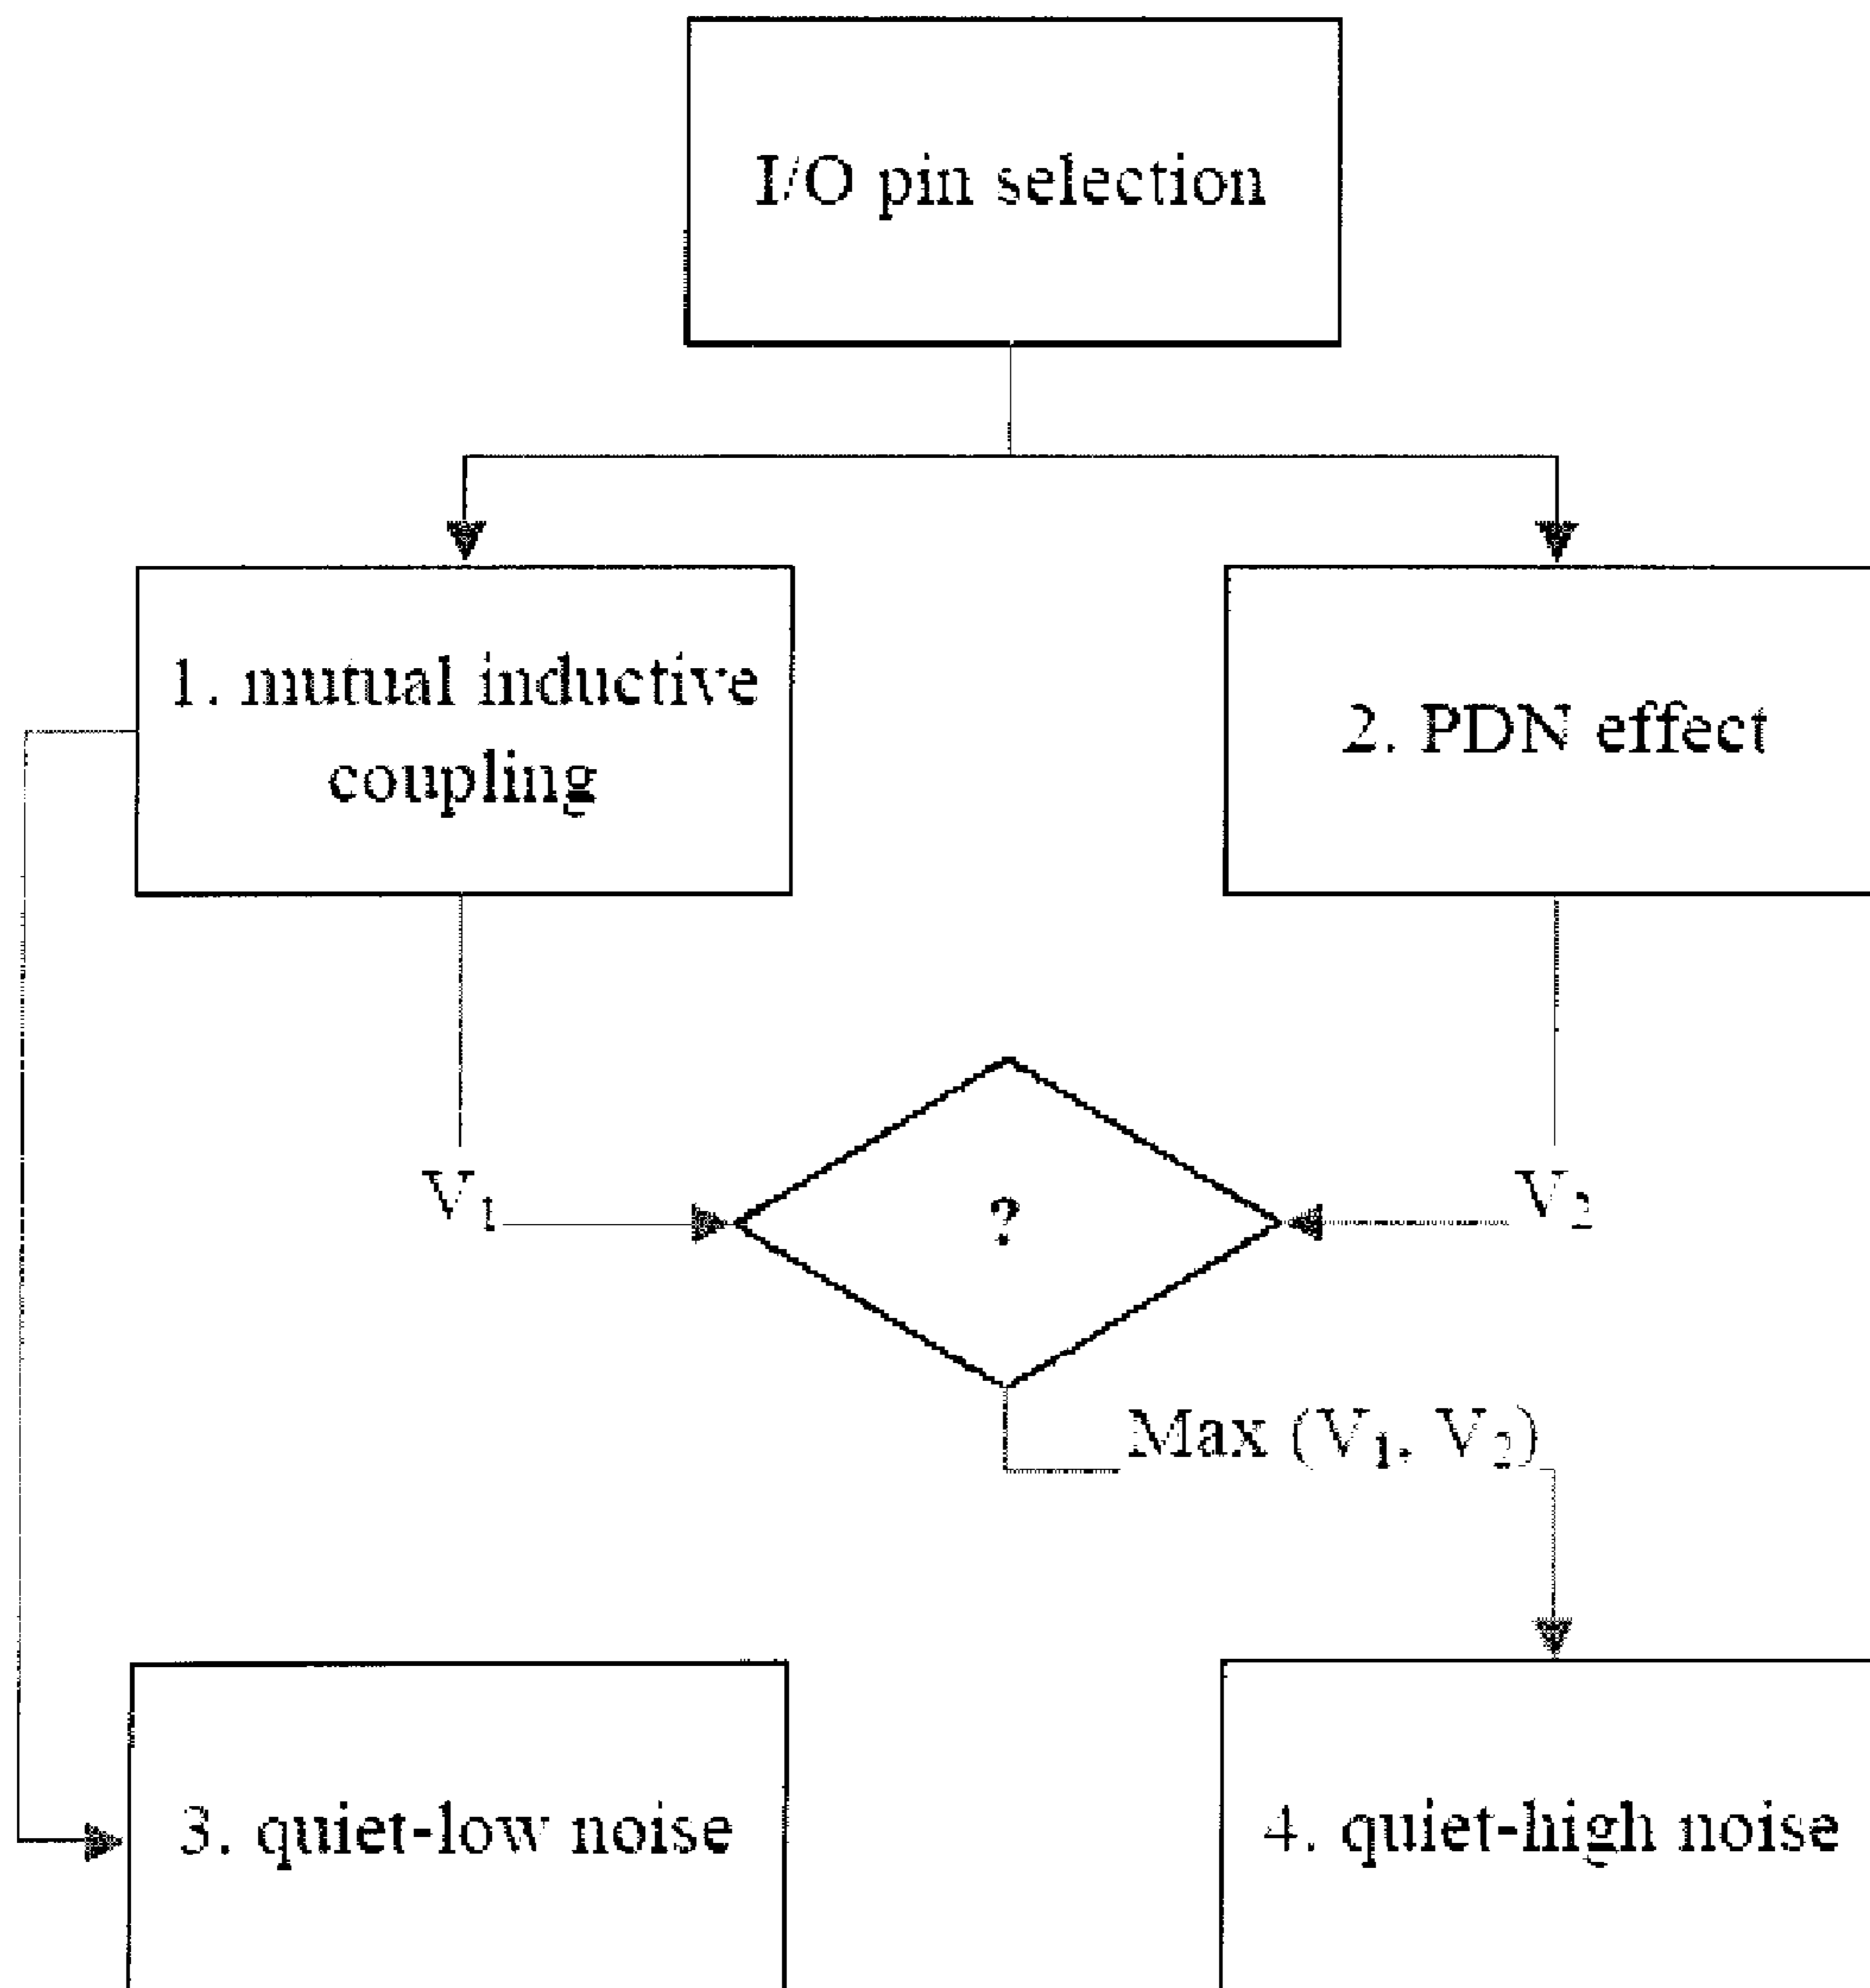 I/O pin selection
1. mutual inductive
coupling
2. PDN effect
V₁
?
V₂
Max (V₁, V₂)
3. quiet-low noise
4. quiet-high noise